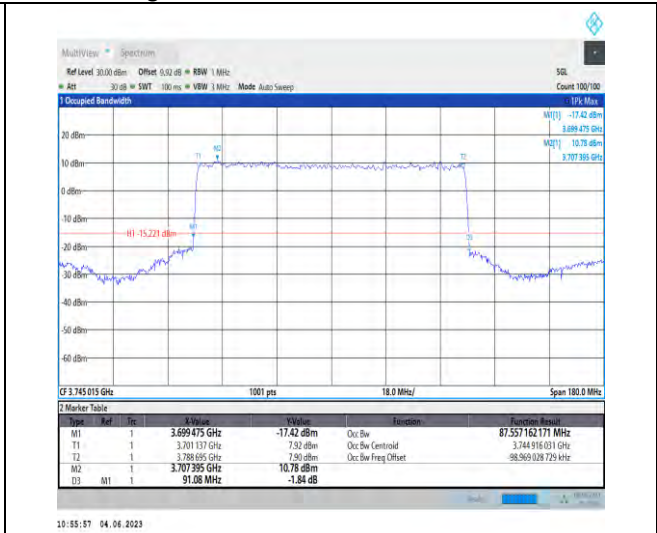 MultiView Spectrum
Ref Level 30.00 dBm Offset 9.92 dB RBW 1 MHz SGL
Att 30 dB SWT 100 ms VBW 3 MHz Mode Auto Sweep Count 100/100
1 Occupied Bandwidth 1Pk Max
M1[1] -17.42 dBm
3.699 475 GHz
M2[1] 10.78 dBm
3.707 395 GHz
20 dBm
T1 M2 T2
10 dBm
0 dBm
-10 dBm
H1 -15.221 dBm M1
-20 dBm
-30 dBm
-40 dBm
-50 dBm
-60 dBm
CF 3.745 015 GHz 1001 pts 18.0 MHz/ Span 180.0 MHz
2 Marker Table
Type Ref Trc X-Value Y-Value Function Function Result
M1 1 3.699 475 GHz -17.42 dBm Occ Bw 87.557 162 171 MHz
T1 1 3.701 137 GHz 7.92 dBm Occ Bw Centroid 3.744 916 031 GHz
T2 1 3.788 695 GHz 7.90 dBm Occ Bw Freq Offset -98.969 028 729 kHz
M2 1 3.707 395 GHz 10.78 dBm
D3 M1 1 91.08 MHz -1.84 dB
10:55:57 04.06.2023